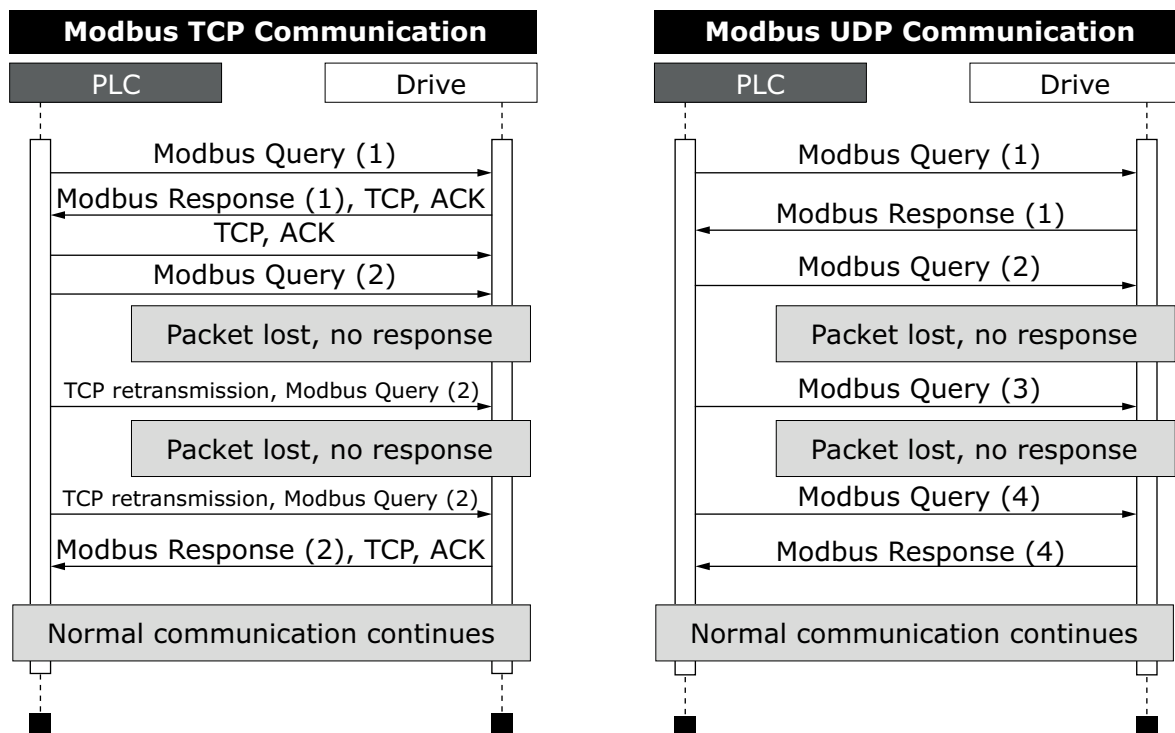 Modbus TCP Communication
PLC
Drive
Modbus Query (1)
Modbus Response (1), TCP, ACK
TCP, ACK
Modbus Query (2)
Packet lost, no response
TCP retransmission, Modbus Query (2)
Packet lost, no response
TCP retransmission, Modbus Query (2)
Modbus Response (2), TCP, ACK
Normal communication continues
Modbus UDP Communication
PLC
Drive
Modbus Query (1)
Modbus Response (1)
Modbus Query (2)
Packet lost, no response
Modbus Query (3)
Packet lost, no response
Modbus Query (4)
Modbus Response (4)
Normal communication continues